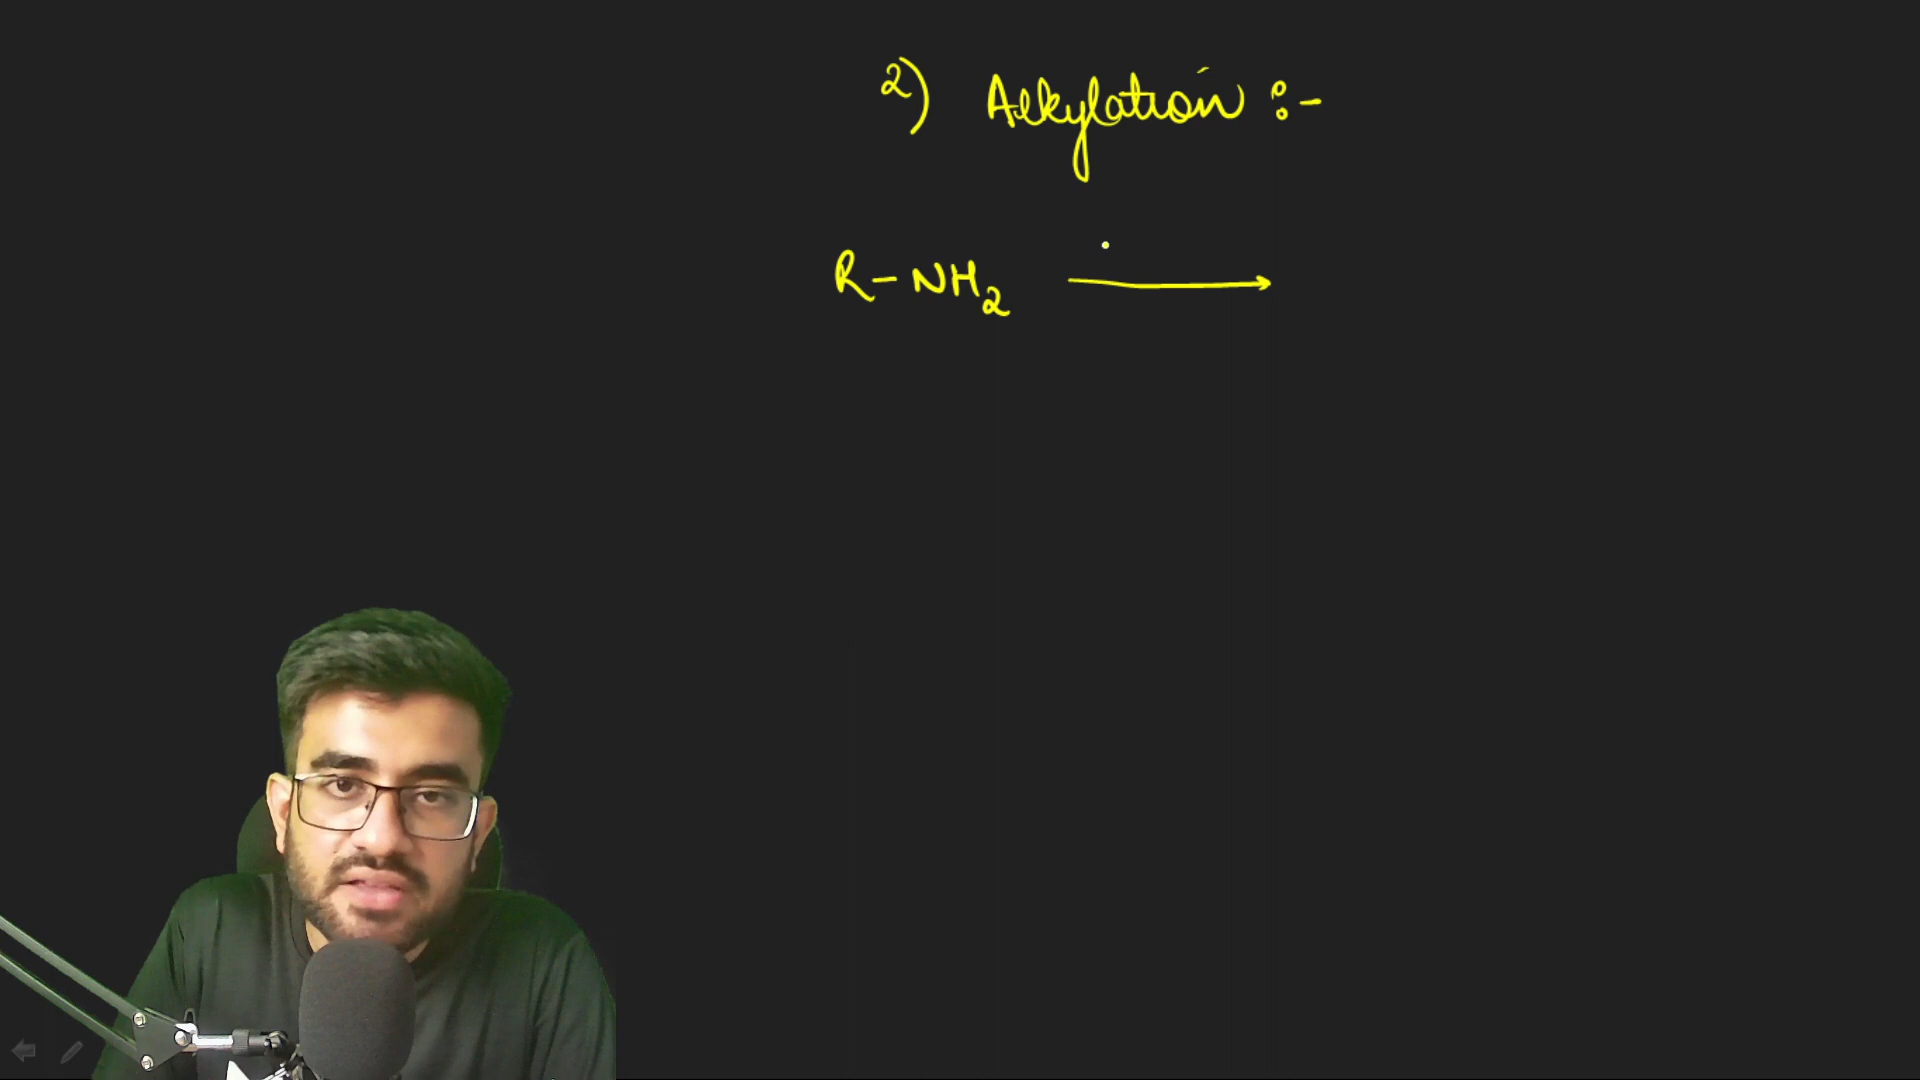 2) Alkylation :-
R-NH₂ ⟶